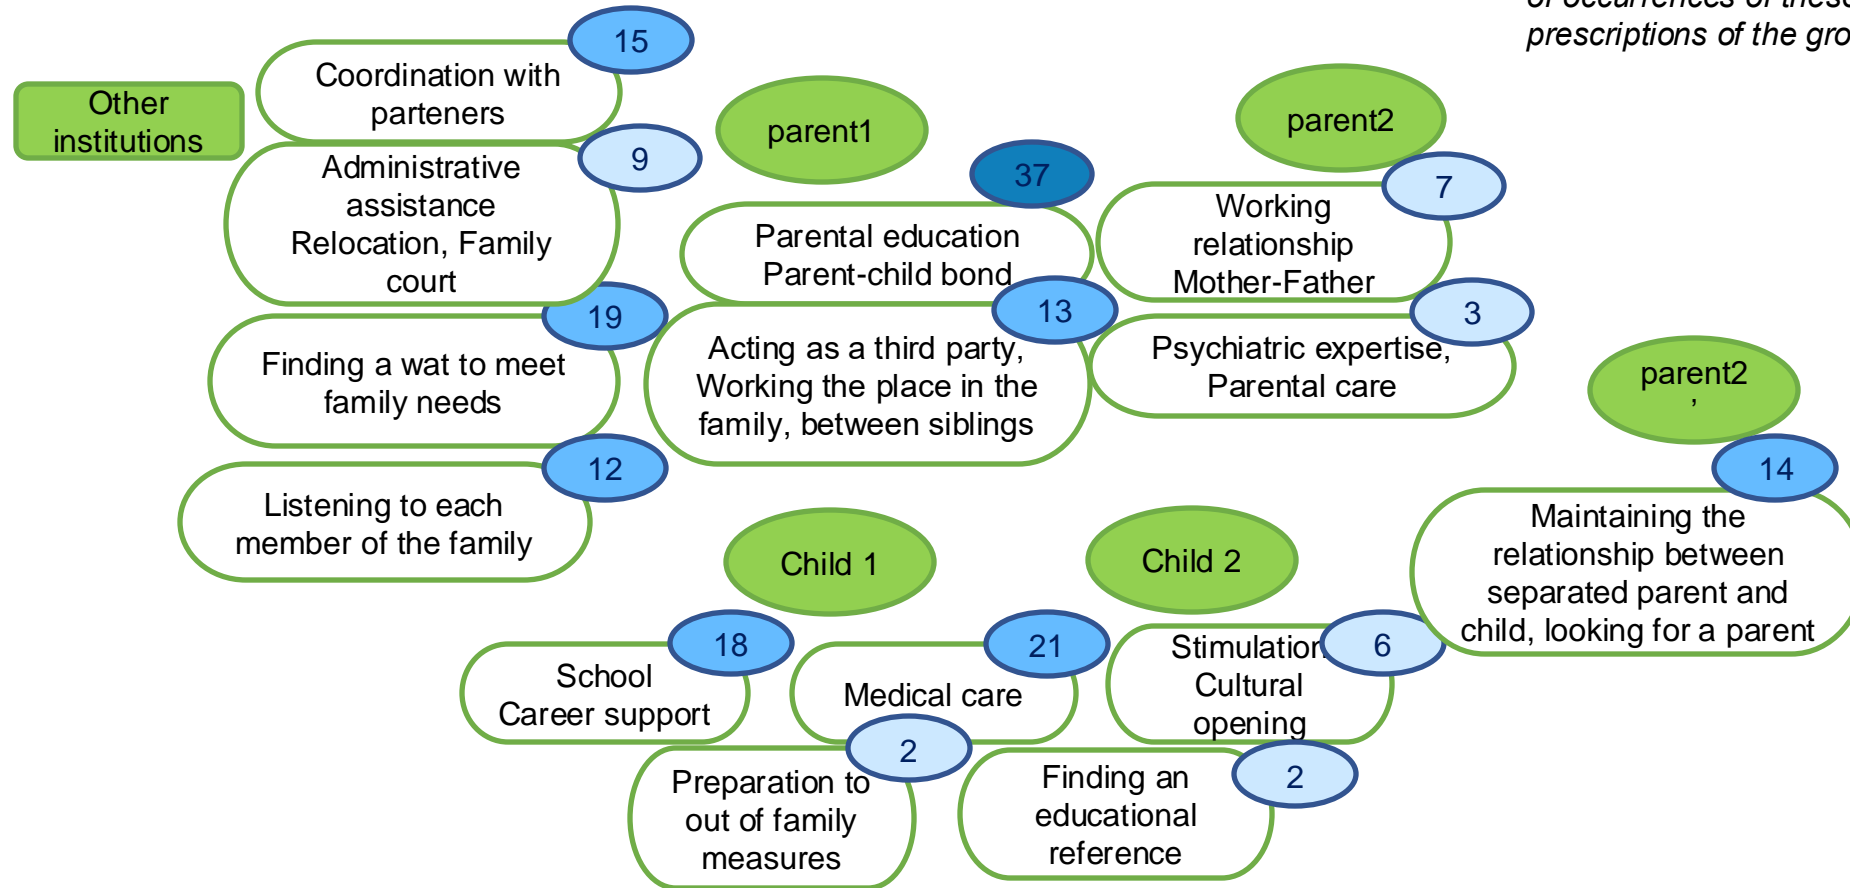 of occurrences of these
prescriptions of the gro
15
Coordination with
parteners
Other
institutions
9
Administrative
assistance
Relocation, Family
court
19
Finding a wat to meet
family needs
12
Listening to each
member of the family
parent1
37
Parental education
Parent-child bond
13
Acting as a third party,
Working the place in the
family, between siblings
parent2
7
Working
relationship
Mother-Father
3
Psychiatric expertise,
Parental care
parent2
’
14
Maintaining the
relationship between
separated parent and
child, looking for a parent
Child 1
Child 2
18
School
Career support
21
Medical care
6
Stimulation
Cultural
opening
2
Preparation to
out of family
measures
2
Finding an
educational
reference